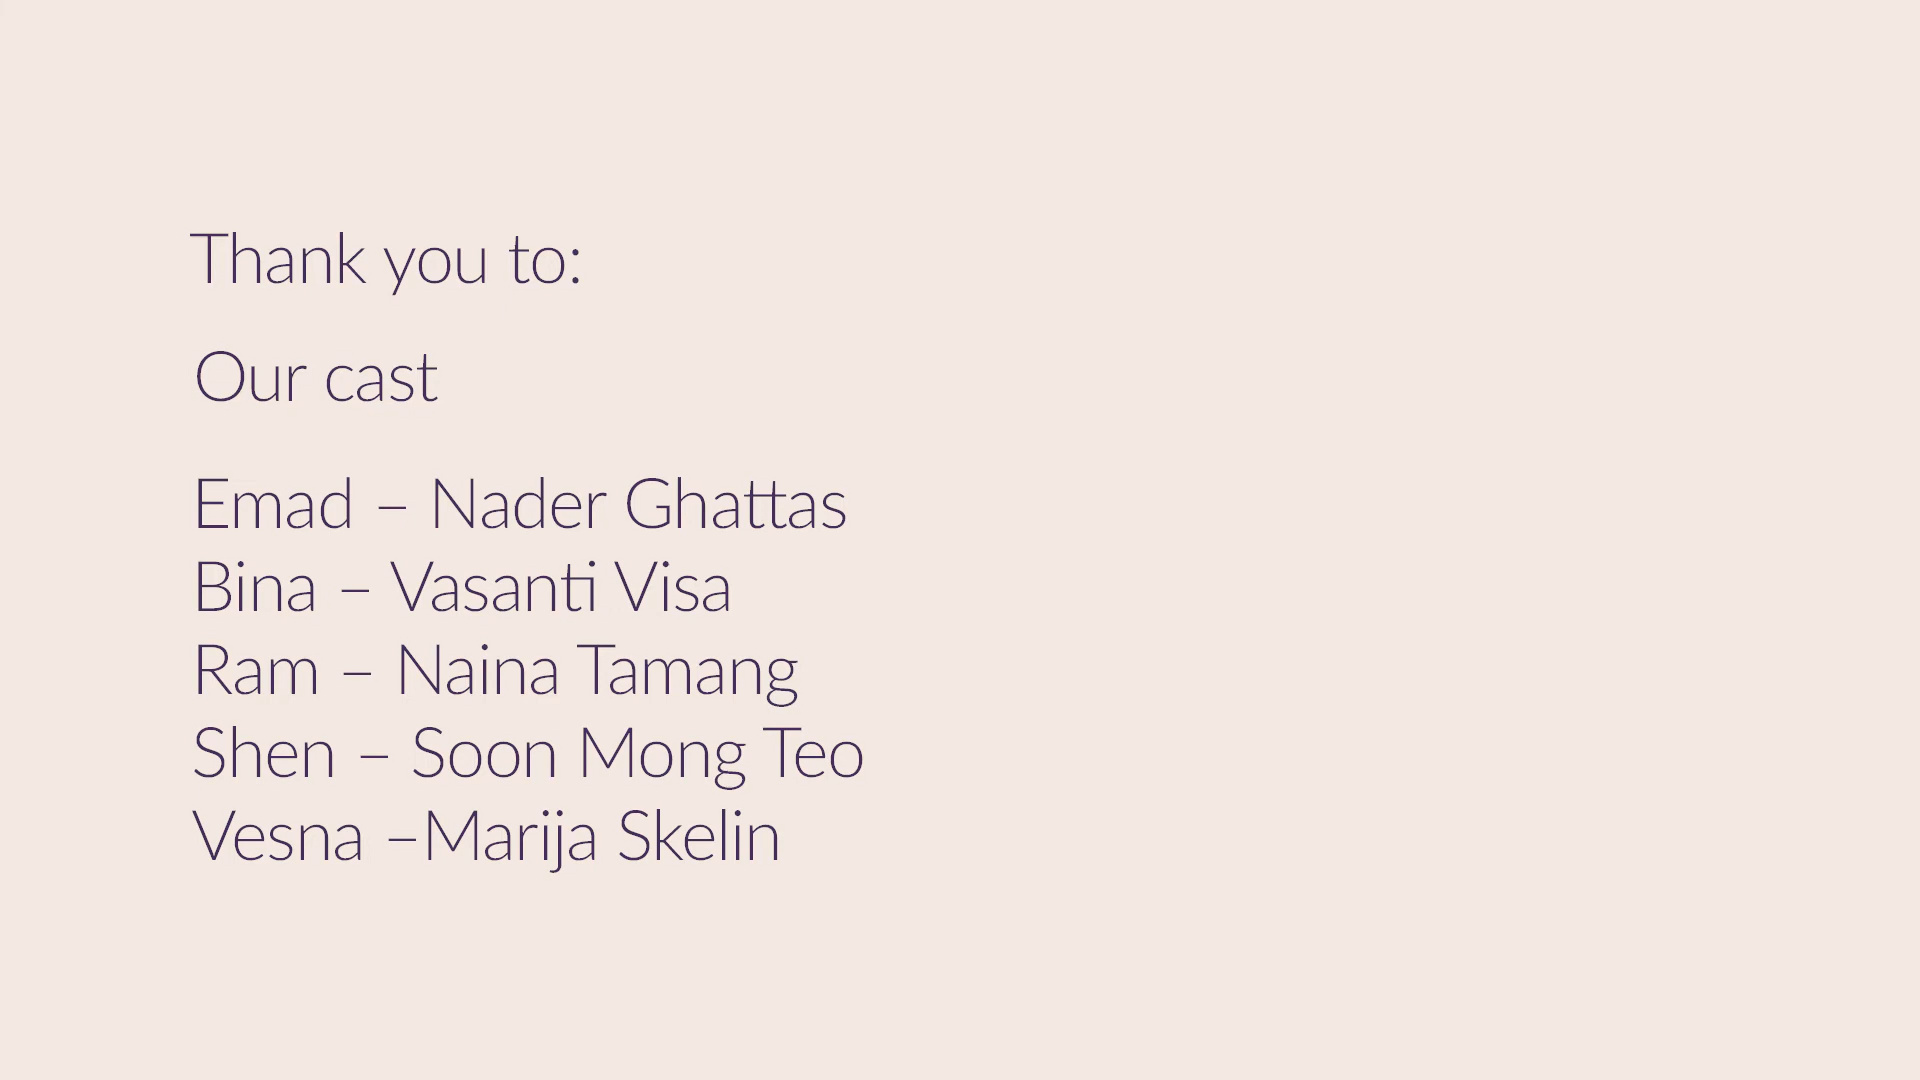 Thank you to:
Our cast
Emad – Nader Ghattas
Bina – Vasanti Visa
Ram – Naina Tamang
Shen – Soon Mong Teo
Vesna –Marija Skelin